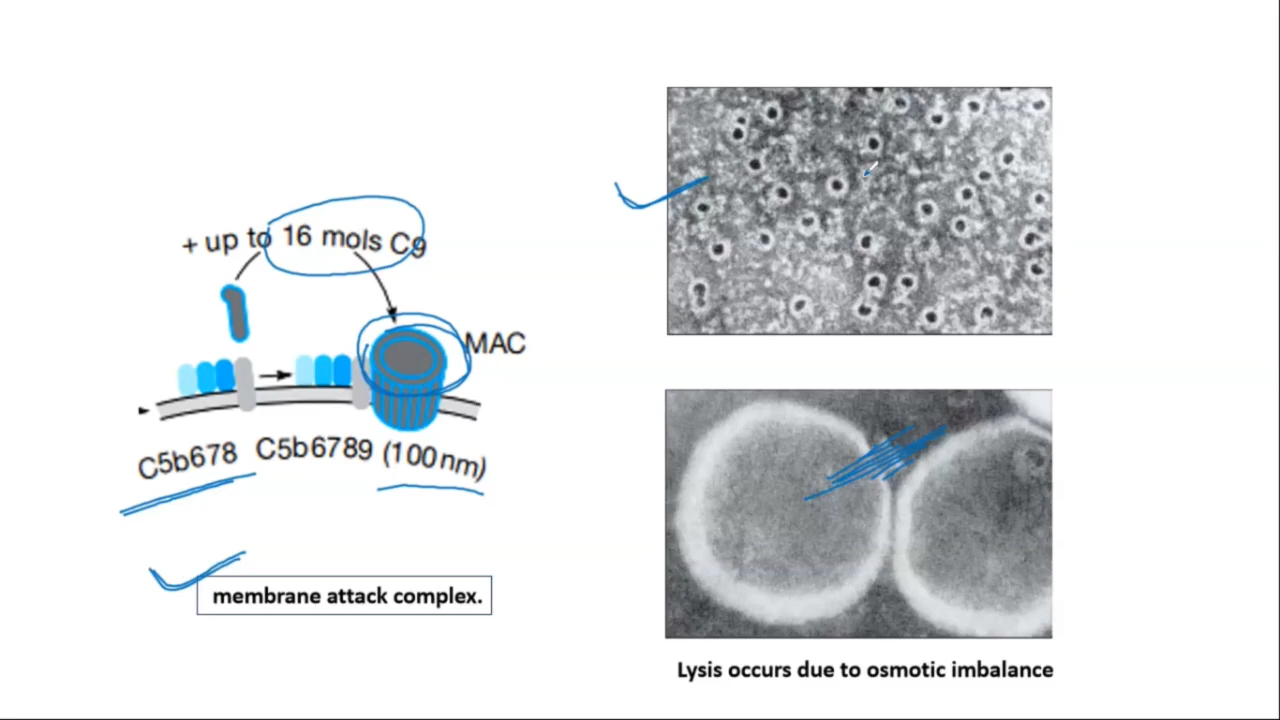 + up to 16 mols C9
MAC
C5b678 C5b6789 (100nm)
membrane attack complex.
Lysis occurs due to osmotic imbalance